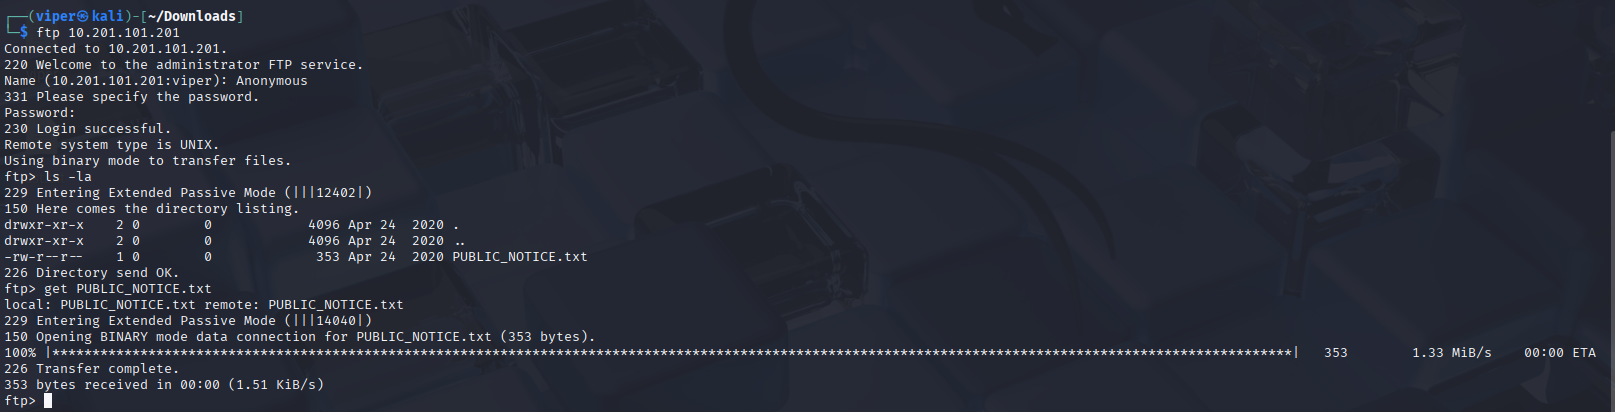 ┌──(viper㉿kali)-[~/Downloads]
└─$ ftp 10.201.101.201
Connected to 10.201.101.201.
220 Welcome to the administrator FTP service.
Name (10.201.101.201:viper): Anonymous
331 Please specify the password.
Password:
230 Login successful.
Remote system type is UNIX.
Using binary mode to transfer files.
ftp> ls -la
229 Entering Extended Passive Mode (|||12402|)
150 Here comes the directory listing.
drwxr-xr-x    2 0        0            4096 Apr 24  2020 .
drwxr-xr-x    2 0        0            4096 Apr 24  2020 ..
-rw-r--r--    1 0        0             353 Apr 24  2020 PUBLIC_NOTICE.txt
226 Directory send OK.
ftp> get PUBLIC_NOTICE.txt
local: PUBLIC_NOTICE.txt remote: PUBLIC_NOTICE.txt
229 Entering Extended Passive Mode (|||14040|)
150 Opening BINARY mode data connection for PUBLIC_NOTICE.txt (353 bytes).
100% |***********************************************************************************************************************************************************|   353        1.33 MiB/s    00:00 ETA
226 Transfer complete.
353 bytes received in 00:00 (1.51 KiB/s)
ftp>